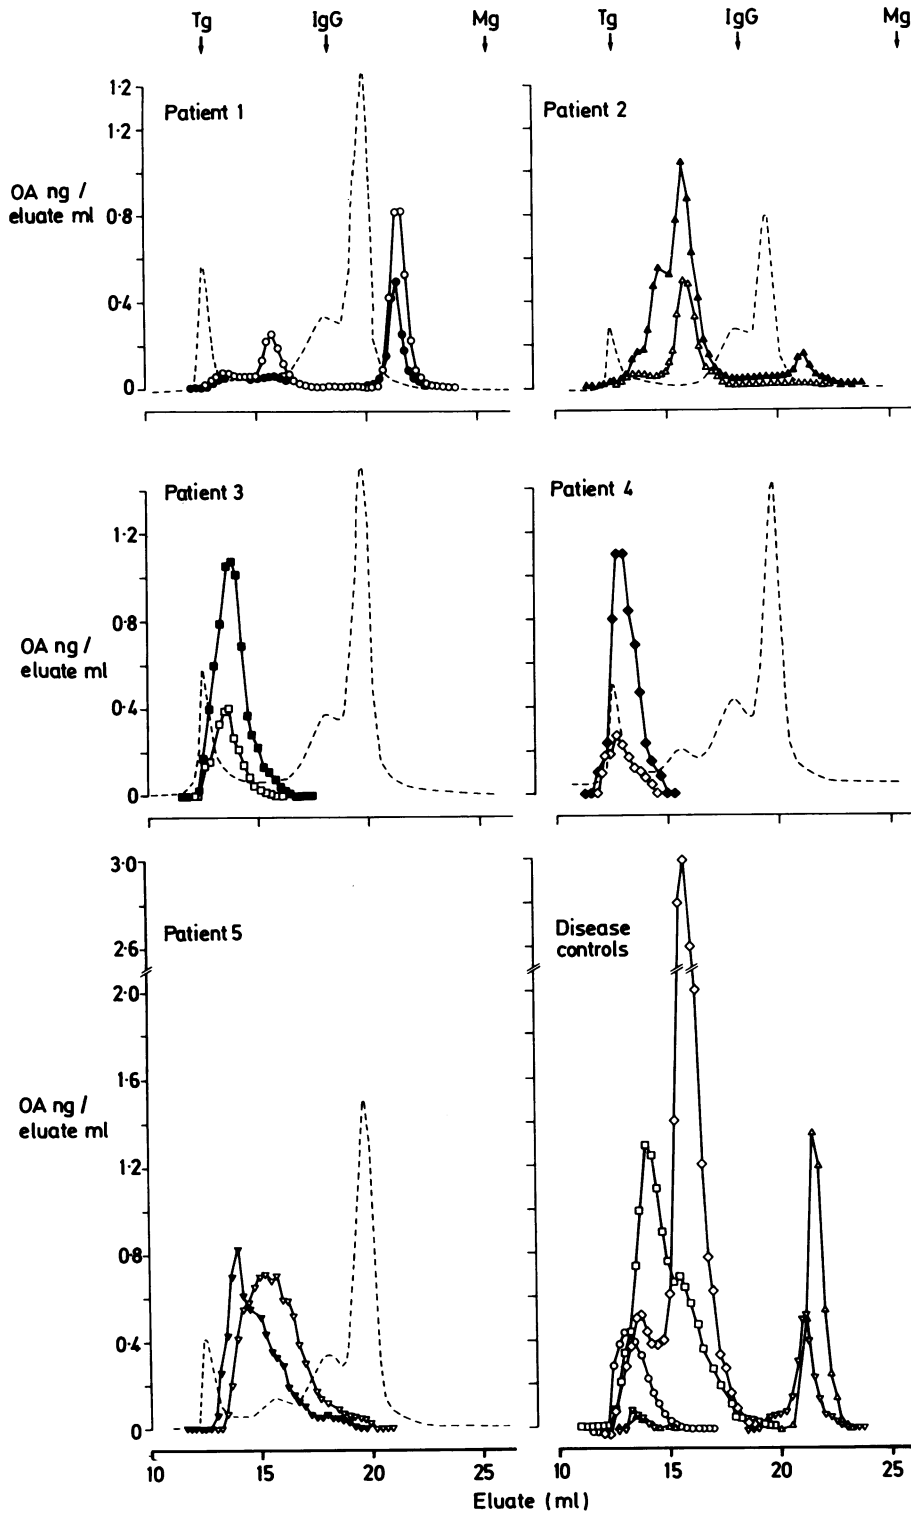 Tg IgG Mg Tg IgG Mg
1·2 Patient 1 Patient 2
1·2
OA ng /
eluate ml 0·8
0·4
0
Patient 3 Patient 4
1·2
0·8
OA ng /
eluate ml
0·4
0
3·0
Patient 5 Disease
controls
2·6
2·0
1·6
OA ng /
eluate ml
1·2
0·8
0·4
0
10 15 20 25 10 15 20 25
Eluate (ml)